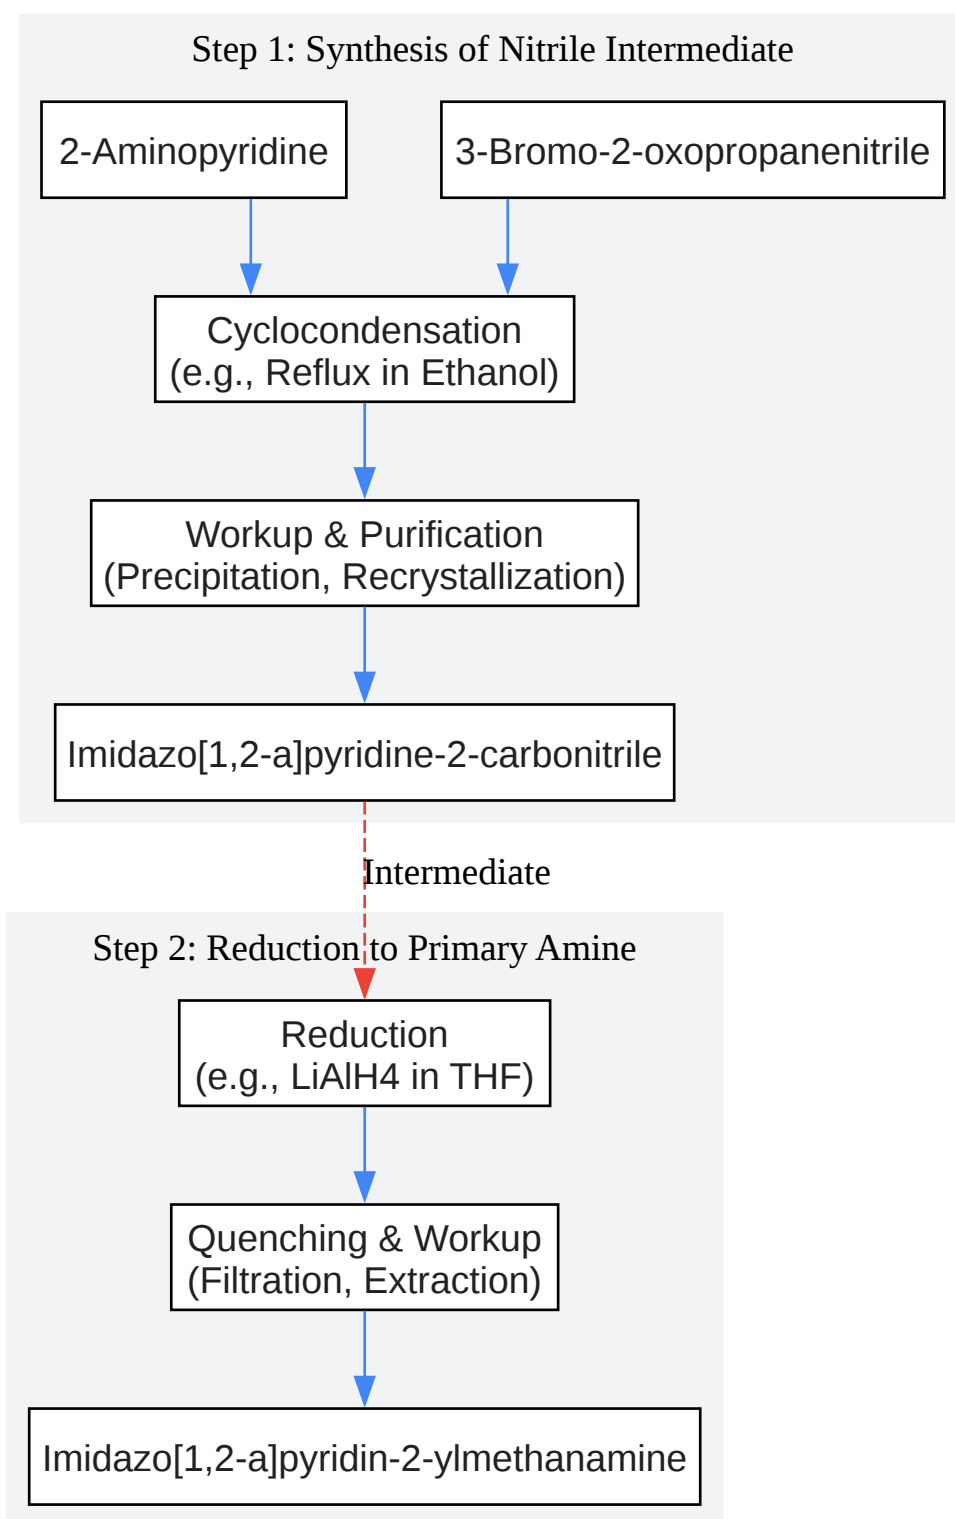 Step 1: Synthesis of Nitrile Intermediate
2-Aminopyridine
3-Bromo-2-oxopropanenitrile
Cyclocondensation
(e.g., Reflux in Ethanol)
Workup & Purification
(Precipitation, Recrystallization)
Imidazo[1,2-a]pyridine-2-carbonitrile
Intermediate
Step 2: Reduction to Primary Amine
Reduction
(e.g., LiAlH4 in THF)
Quenching & Workup
(Filtration, Extraction)
Imidazo[1,2-a]pyridin-2-ylmethanamine